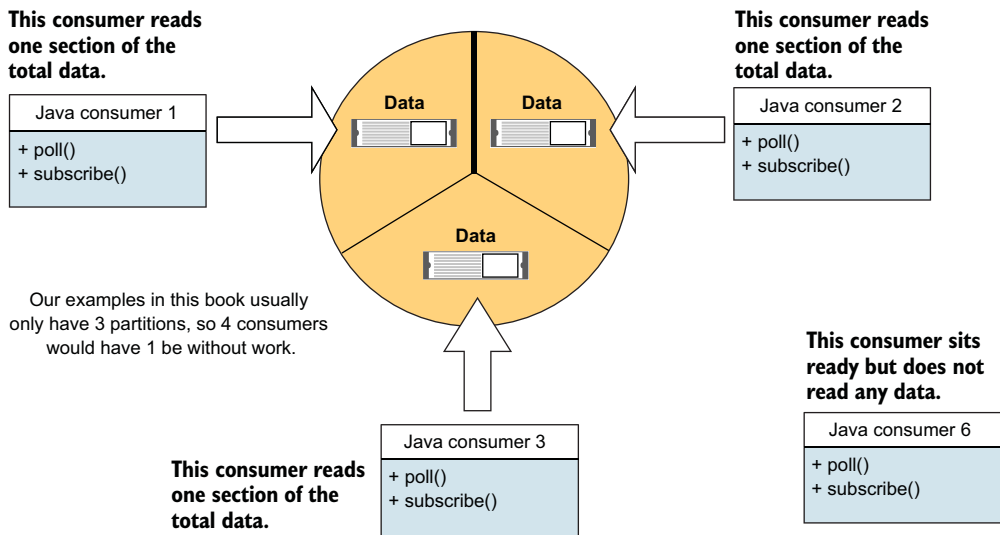 This consumer reads
one section of the
total data.
Java consumer 1
+ poll()
+ subscribe()
Data
Data
Data
This consumer reads
one section of the
total data.
Java consumer 2
+ poll()
+ subscribe()
Our examples in this book usually
only have 3 partitions, so 4 consumers
would have 1 be without work.
This consumer reads
one section of the
total data.
Java consumer 3
+ poll()
+ subscribe()
This consumer sits
ready but does not
read any data.
Java consumer 6
+ poll()
+ subscribe()